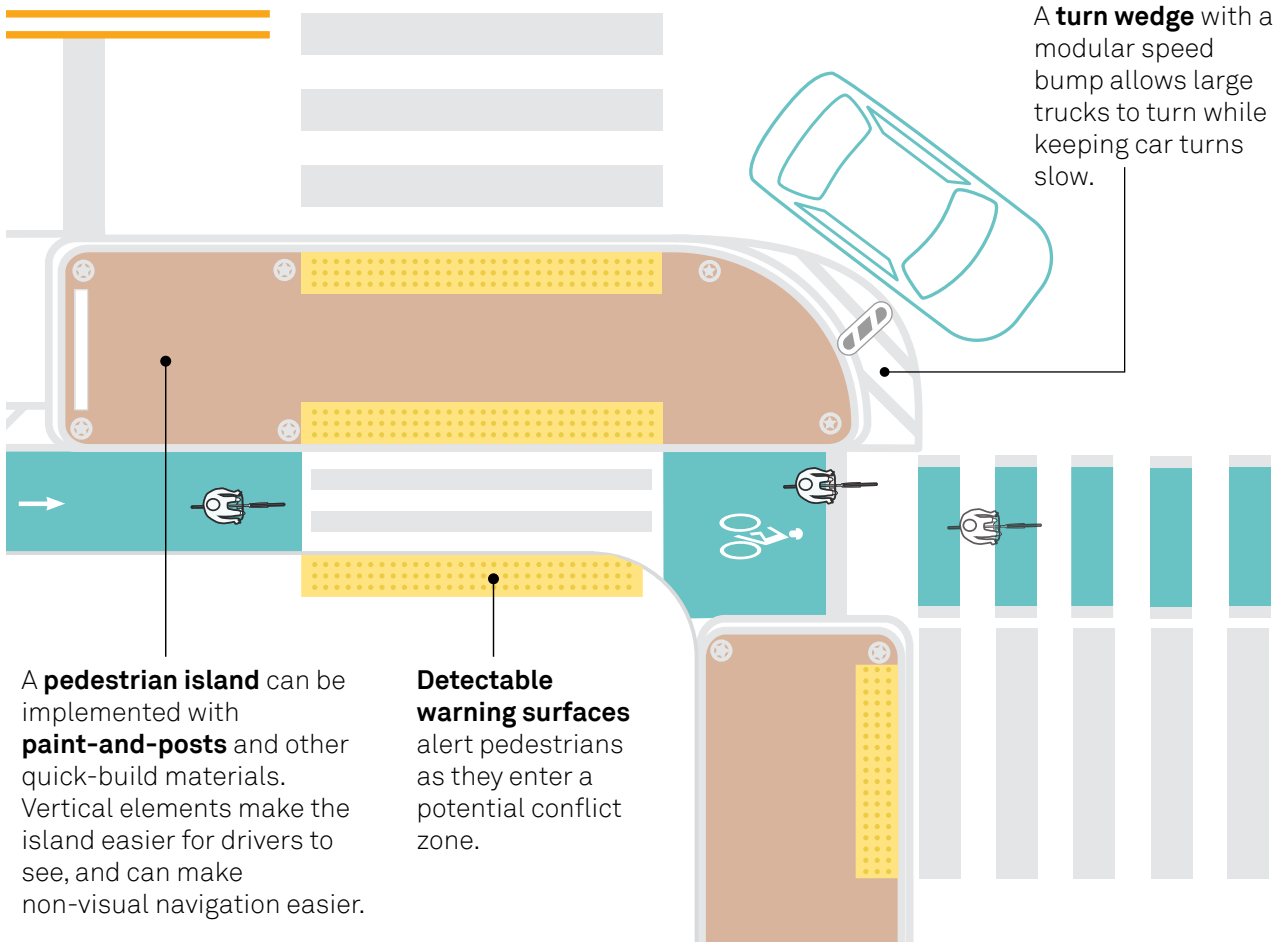 A turn wedge with a
modular speed
bump allows large
trucks to turn while
keeping car turns
slow.
A pedestrian island can be
implemented with
paint-and-posts and other
quick-build materials.
Vertical elements make the
island easier for drivers to
see, and can make
non-visual navigation easier.
Detectable
warning surfaces
alert pedestrians
as they enter a
potential conflict
zone.